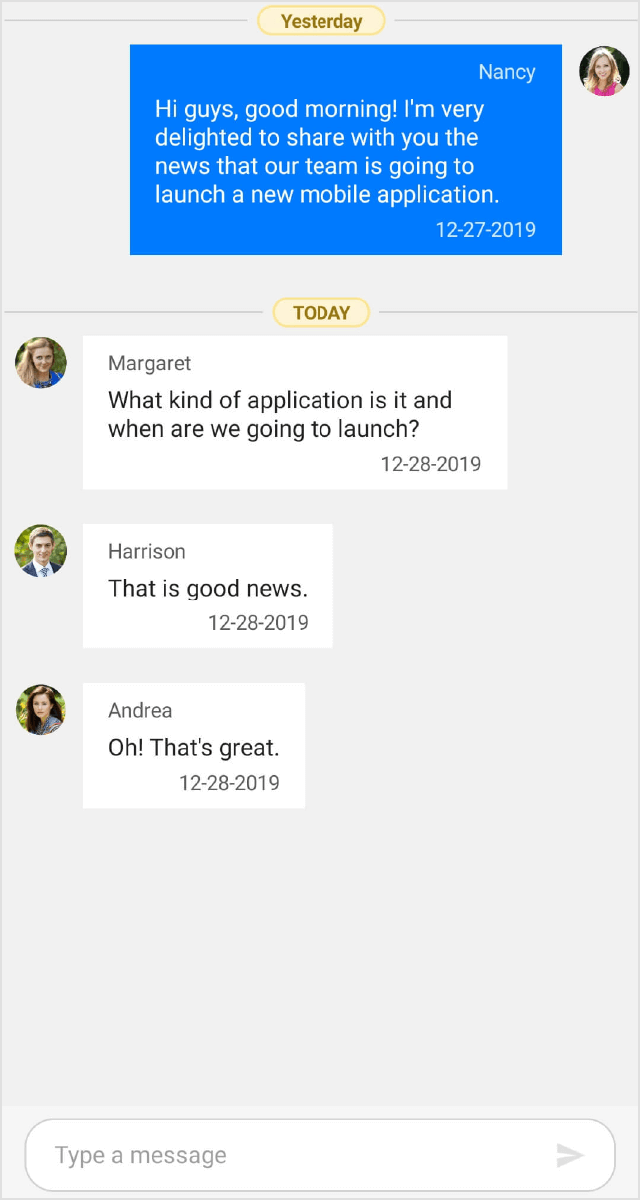 Yesterday
Nancy
Hi guys, good morning! I'm very
delighted to share with you the
news that our team is going to
launch a new mobile application.
12-27-2019
TODAY
Margaret
What kind of application is it and
when are we going to launch?
12-28-2019
Harrison
That is good news.
12-28-2019
Andrea
Oh! That's great.
12-28-2019
Type a message